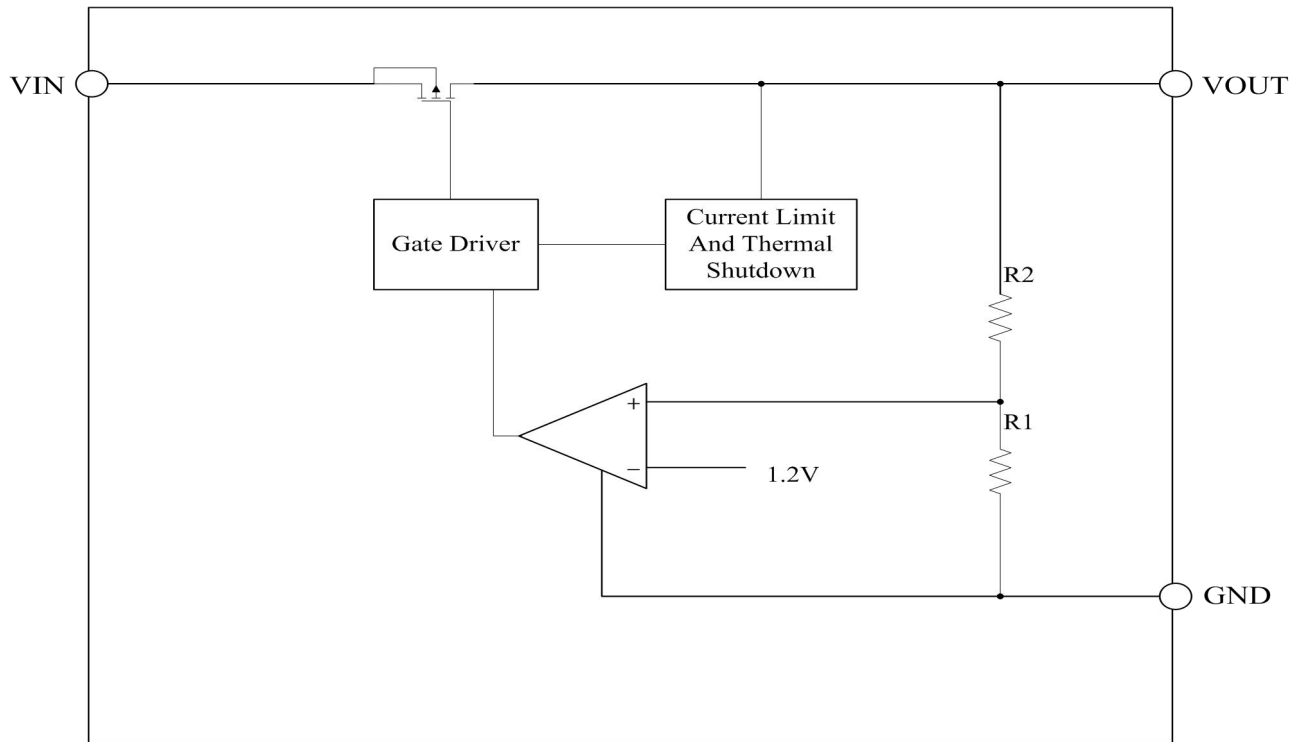 VIN
VOUT
Gate Driver
Current Limit
And Thermal
Shutdown
R2
+
R1
−
1.2V
GND